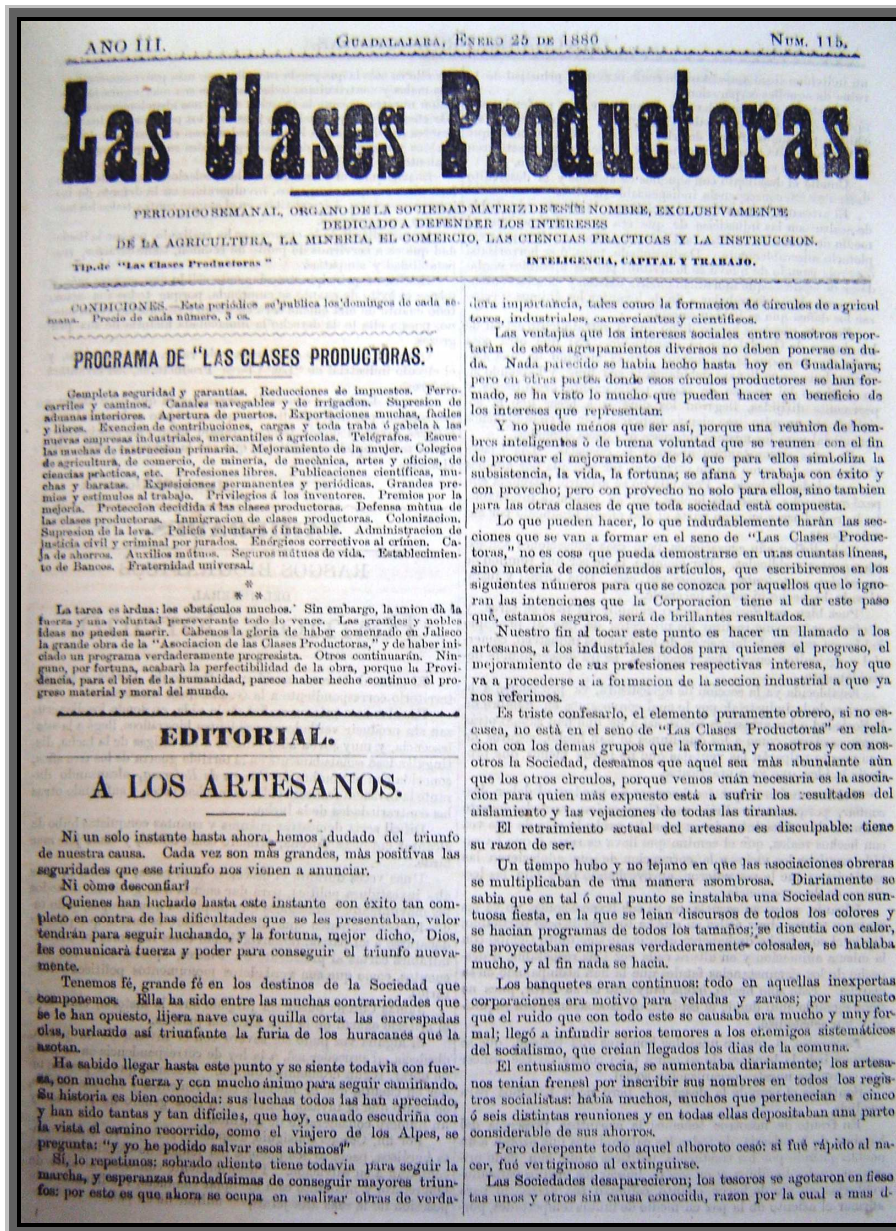 AÑO III.
GUADALAJARA, ENERO 25 DE 1880
NUM. 115.
Las Clases Productoras.
PERIODICO SEMANAL, ORGANO DE LA SOCIEDAD MATRIZ DE ESTE NOMBRE, EXCLUSIVAMENTE
DEDICADO A DEFENDER LOS INTERESES
DE LA AGRICULTURA, LA MINERIA, EL COMERCIO, LAS CIENCIAS PRACTICAS Y LA INSTRUCCION.
Tip. de "Las Clases Productoras"
INTELIGENCIA, CAPITAL Y TRABAJO.
CONDICIONES.—Este periódico se publica los domingos de cada se-
mana. Precio de cada número, 3 cs.
PROGRAMA DE "LAS CLASES PRODUCTORAS."
Completa seguridad y garantías. Reducciones de impuestos. Ferro-
carriles y caminos. Canales navegables y de irrigacion. Supresion de
aduanas interiores. Apertura de puertos. Exportaciones muchas, fáciles
y libres. Exencion de contribuciones, cargas y toda traba ó gabela à las
nuevas empresas industriales, mercantiles ó agrícolas. Telégrafos. Escue-
las muchas de instruccion primaria. Mejoramiento de la mujer. Colegios
de agricultura, de comercio, de minería, de mecánica, artes y oficios, de
ciencias prácticas, etc. Profesiones libres. Publicaciones científicas, mu-
chas y baratas. Exposiciones permanentes y periódicas. Grandes pre-
mios y estímulos al trabajo. Privilegios á los inventores. Premios por la
mejoría. Proteccion decidida á las clases productoras. Defensa mútua de
las clases productoras. Inmigracion de clases productoras. Colonizacion.
Supresion de la leva. Policía voluntaria é intachable. Administracion de
justicia civil y criminal por jurados. Enérgicos correctivos al crímen. Ca-
ja de ahorros. Auxilios mútuos. Seguros mútuos de vida. Establecimien-
to de Bancos. Fraternidad universal.
*
* *
La tarea es àrdua: los obstáculos muchos. Sin embargo, la union dà la
fuerza y una voluntad perseverante todo lo vence. Las grandes y nobles
ideas no pueden morir. Cábenos la gloria de haber comenzado en Jalisco
la grande obra de la "Asociacion de las Clases Productoras," y de haber ini-
ciado un programa verdaderamente progresista. Otros continuarán. Nin-
guno, por fortuna, acabará la perfectibilidad de la obra, porque la Provi-
dencia, para el bien de la humanidad, parece haber hecho continuo el pro-
greso material y moral del mundo.
EDITORIAL.
A LOS ARTESANOS.
Ni un solo instante hasta ahora hemos dudado del triunfo
de nuestra causa. Cada vez son màs grandes, màs positívas las
seguridades que ese triunfo nos vienen a anunciar.
Ni còmo desconfiar!
Quienes han luchado hasta este instante con éxito tan com-
pleto en contra de las dificultades que se les presentaban, valor
tendrán para seguir luchando, y la fortuna, mejor dicho, Dios,
les comunicará fuerza y poder para conseguir el triunfo nueva-
mente.
Tenemos fé, grande fé en los destinos de la Sociedad que
componemos. Ella ha sido entre las muchas contrariedades que
se le han opuesto, lijera nave cuya quilla corta las encrespadas
olas, burlando así triunfante la furia de los huracanes que la
azotan.
Ha sabido llegar hasta este punto y se siente todavia con fuer-
za, con mucha fuerza y con mucho ánimo para seguir caminando.
Su historia es bien conocida: sus luchas todos las han apreciado,
y han sido tantas y tan difíciles, que hoy, cuando escudriña con
la vista el camino recorrido, como el viajero de los Alpes, se
pregunta: "y yo he podido salvar esos abismos?"
Sí, lo repetimos: sobrado aliento tiene todavia para seguir la
marcha, y esperanzas fundadísimas de conseguir mayores triun-
fos: por esto es que ahora se ocupa en realizar obras de verda-
dera importancia, tales como la formacion de círculos de agricul
tores, industriales, comerciantes y científicos.
Las ventajas que los intereses sociales entre nosotros repor-
tarán de estos agrupamientos diversos no deben ponerse en du-
da. Nada parecido se habia hecho hasta hoy en Guadalajara;
pero en otras partes donde esos círculos productores se han for-
mado, se ha visto lo mucho que pueden hacer en beneficio de
los intereses que representan.
Y no puede ménos que ser así, porque una reunion de hom-
bres inteligentes ò de buena voluntad que se reunen con el fin
de procurar el mejoramiento de lo que para ellos simboliza la
subsistencia, la vida, la fortuna; se afana y trabaja con éxito y
con provecho; pero con provecho no solo para ellos, sino tambien
para las otras clases de que toda sociedad està compuesta.
Lo que pueden hacer, lo que indudablemente harán las sec-
ciones que se van a formar en el seno de "Las Clases Produc-
toras," no es cosa que pueda demostrarse en unas cuantas líneas,
sino materia de concienzudos artículos, que escribiremos en los
siguientes números para que se conozca por aquellos que lo igno-
ran las intenciones que la Corporacion tiene al dar este paso
què, estamos seguros, será de brillantes resultados.
Nuestro fin al tocar este punto es hacer un llamado a los
artesanos, a los industriales todos para quienes el progreso, el
mejoramiento de sus profesiones respectivas interesa, hoy que
va a procederse a la formacion de la seccion industrial a que ya
nos referimos.
Es triste confesarlo, el elemento puramente obrero, si no es-
casea, no està en el seno de "Las Clases Productoras" en rela-
cion con los demas grupos que la forman, y nosotros y con nos-
otros la Sociedad, deseamos que aquel sea más abundante aùn
que los otros círculos, porque vemos cuán necesaria es la asocia-
cion para quien más expuesto está a sufrir los resultados del
aislamiento y las vejaciones de todas las tiranías.
El retraimiento actual del artesano es disculpable: tiene
su razon de ser.
Un tiempo hubo y no lejano en que las asociaciones obreras
se multiplicaban de una manera asombrosa. Diariamente se
sabia que en tal ó cual punto se instalaba una Sociedad con sun-
tuosa fiesta, en la que se leian discursos de todos los colores y
se hacian programas de todos los tamaños; se discutia con calor,
se proyectaban empresas verdaderamente colosales, se hablaba
mucho, y al fin nada se hacia.
Los banquetes eran continuos: todo en aquellas inexpertas
corporaciones era motivo para veladas y zaraos; por supuesto
que el ruido que con todo este se causaba era mucho y muy for-
mal; llegó a infundir serios temores a los enemigos sistemáticos
del socialismo, que creian llegados los dias de la comuna.
El entusiasmo crecia, se aumentaba diariamente; los artesa-
nos tenian frenesí por inscribir sus nombres en todos los regis-
tros socialistas: habia muchos, muchos que pertenecian a cinco
ó seis distintas reuniones y en todas ellas depositaban una parte
considerable de sus ahorros.
Pero derepente todo aquel alboroto cesó: si fué rápido al na-
cer, fué vertiginoso al extinguirse.
Las Sociedades desaparecieron; los tesoros se agotaron en fies-
tas unos y otros sin causa conocida, razon por la cual a mas d-